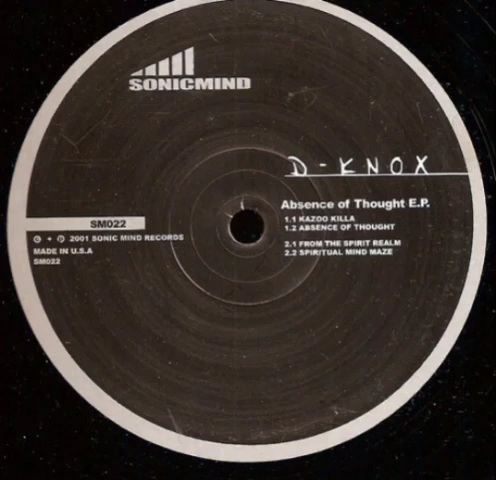 SONICMIND
D-KNOX
Absence of Thought E.P.
1.1 KAZOO KILLA
1.2 ABSENCE OF THOUGHT
2.1 FROM THE SPIRIT REALM
2.2 SPIRITUAL MIND MAZE
SM022
© + ℗ 2001 SONIC MIND RECORDS
MADE IN U.S.A
SM022